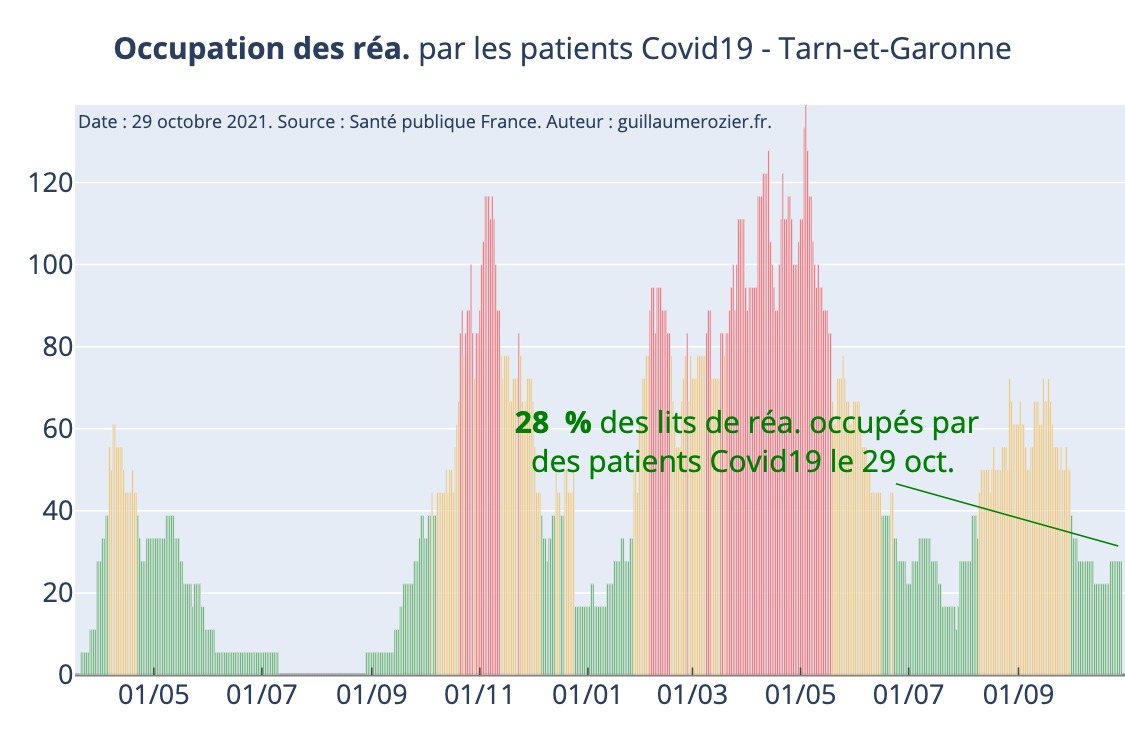 Occupation des réa. par les patients Covid19 - Tarn-et-Garonne
Date : 29 octobre 2021. Source : Santé publique France. Auteur : guillaumerozier.fr.
120
100
80
60
40
20
0
28 % des lits de réa. occupés par
des patients Covid19 le 29 oct.
01/05 01/07 01/09 01/11 01/01 01/03 01/05 01/07 01/09